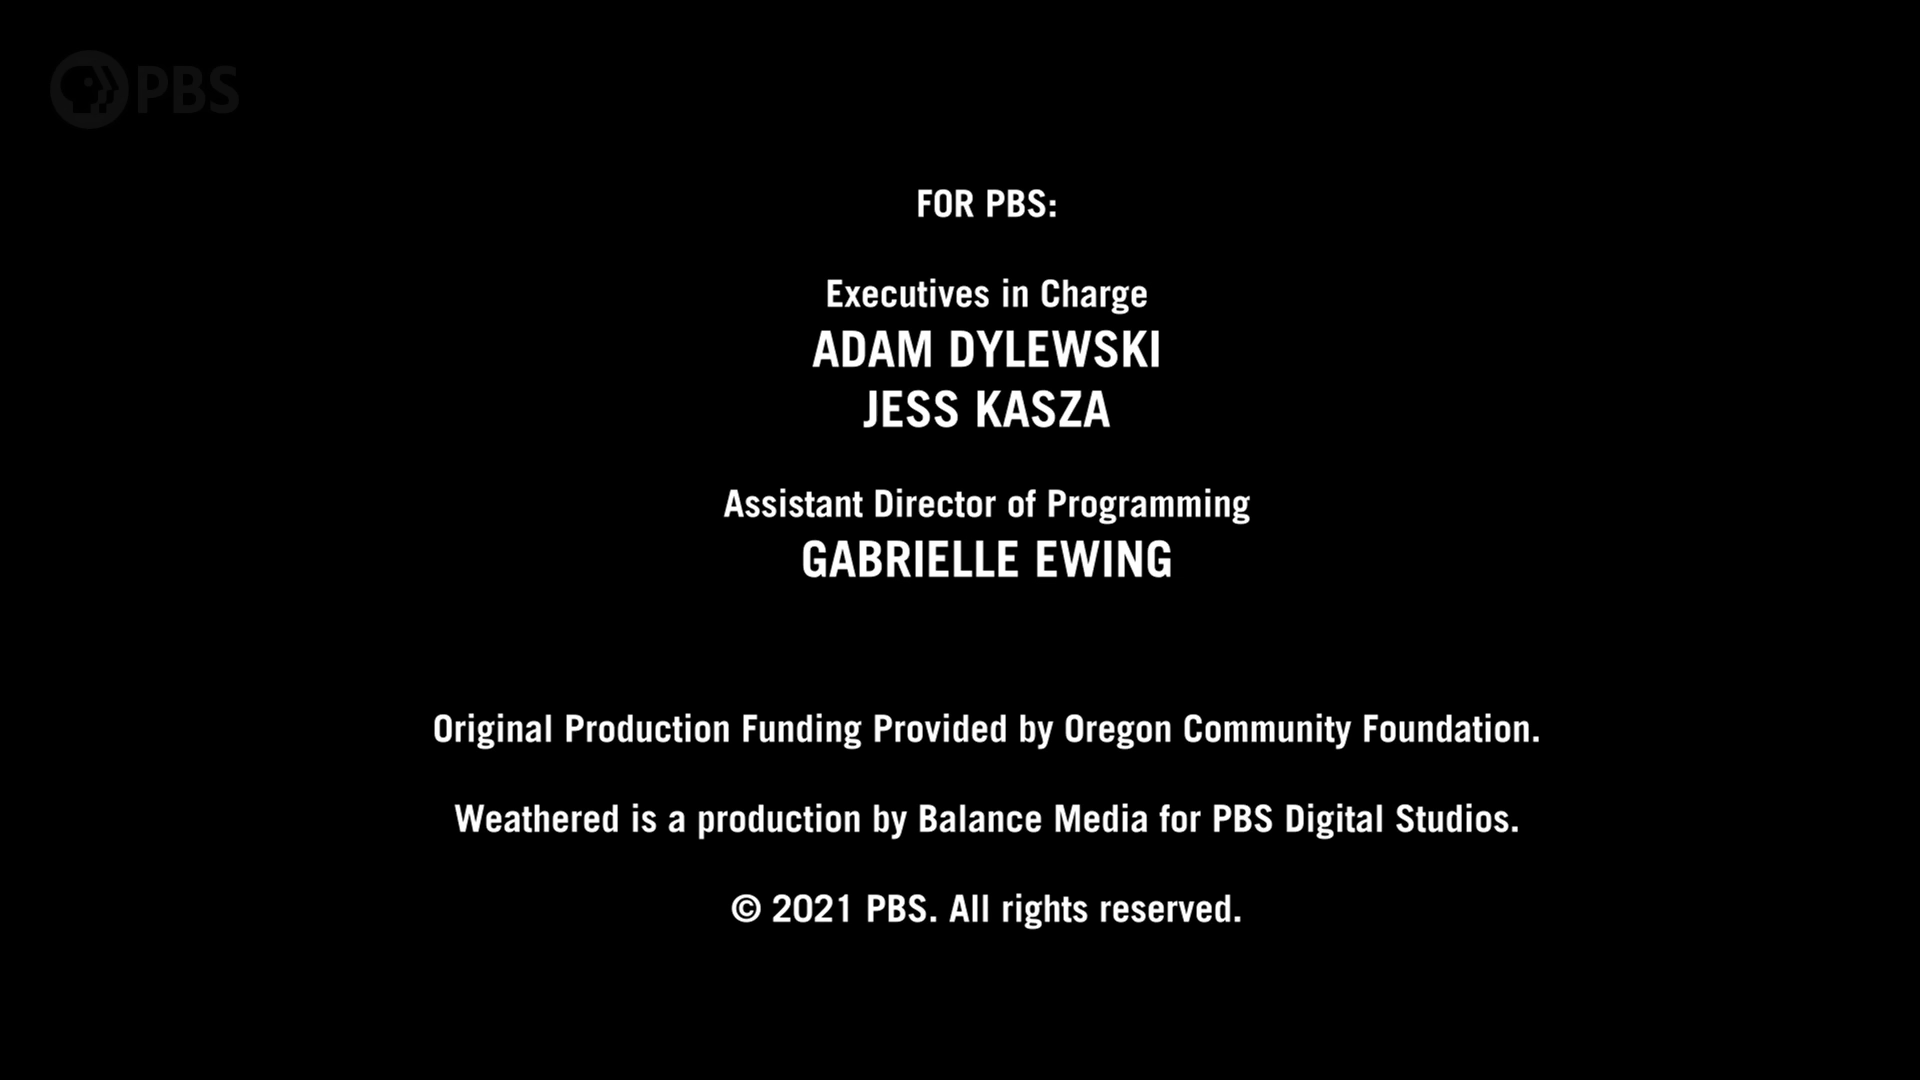 PBS
FOR PBS:
Executives in Charge
ADAM DYLEWSKI
JESS KASZA
Assistant Director of Programming
GABRIELLE EWING
Original Production Funding Provided by Oregon Community Foundation.
Weathered is a production by Balance Media for PBS Digital Studios.
© 2021 PBS. All rights reserved.